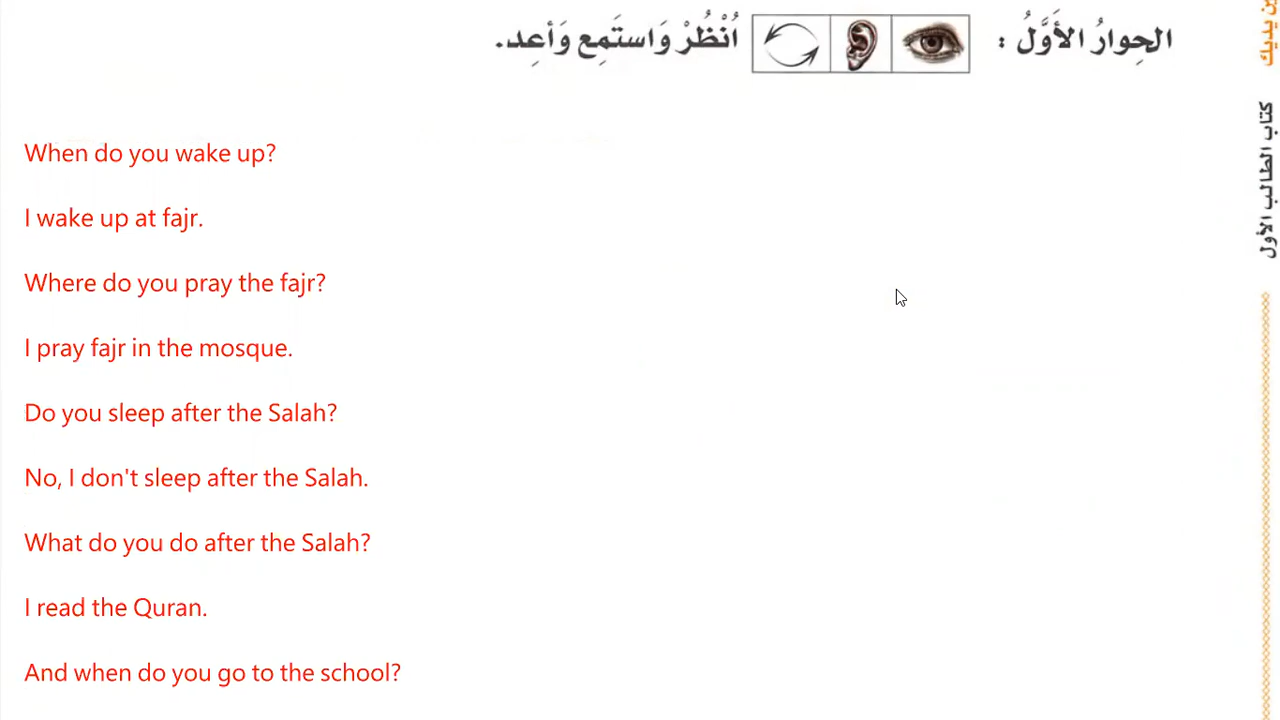 الحِوارُ الأَوَّلُ : اُنْظُرْ وَاستَمِع وَأعِد.
When do you wake up?
I wake up at fajr.
Where do you pray the fajr?
I pray fajr in the mosque.
Do you sleep after the Salah?
No, I don't sleep after the Salah.
What do you do after the Salah?
I read the Quran.
And when do you go to the school?
يديك
كتاب الطالب الأول